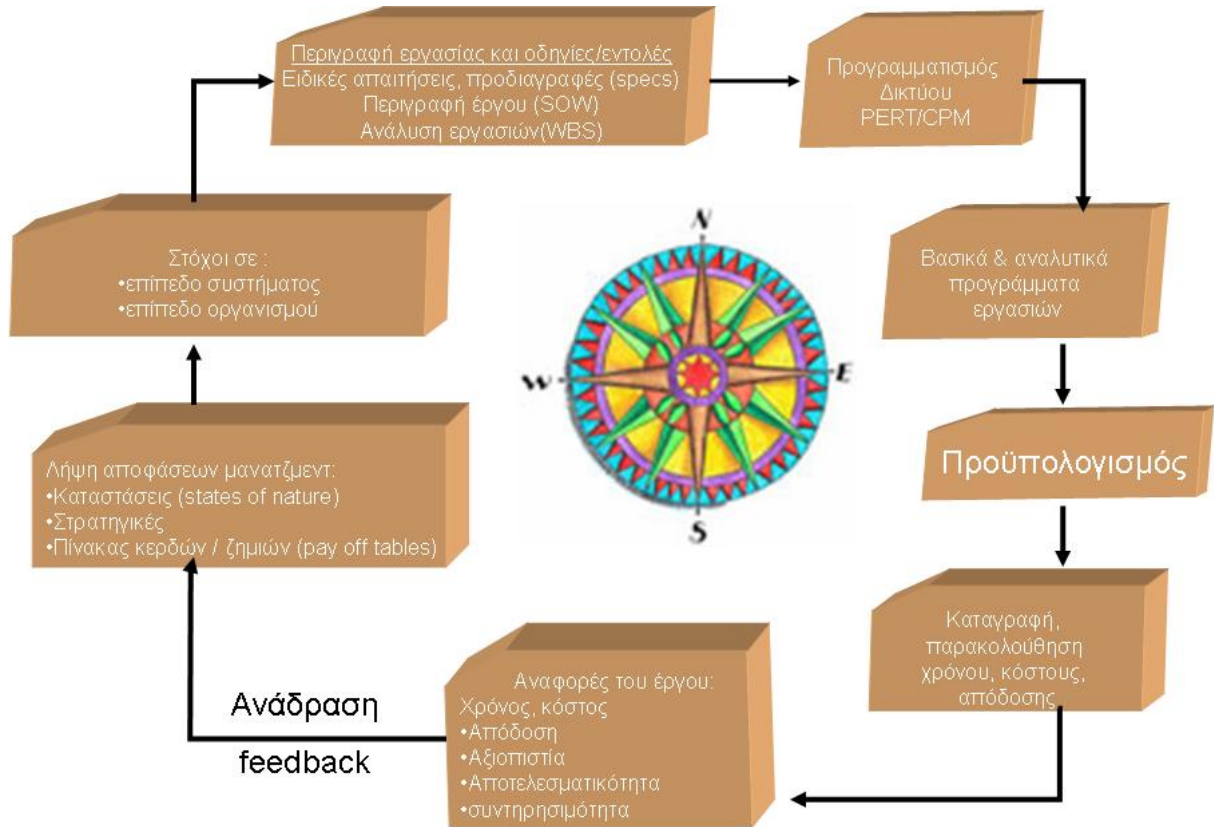 Περιγραφή εργασίας και οδηγίες/εντολές
Ειδικές απαιτήσεις, προδιαγραφές (specs)
Περιγραφή έργου (SOW)
Ανάλυση εργασιών(WBS)
Προγραμματισμός
Δικτύου
PERT/CPM
Στόχοι σε :
•επίπεδο συστήματος
•επίπεδο οργανισμού
N
W
E
S
Βασικά & αναλυτικά
προγράμματα
εργασιών
Λήψη αποφάσεων μανατζμεντ:
•Καταστάσεις (states of nature)
•Στρατηγικές
•Πίνακας κερδών / ζημιών (pay off tables)
Προϋπολογισμός
Καταγραφή,
παρακολούθηση
χρόνου, κόστους,
απόδοσης
Αναφορές του έργου:
Χρόνος, κόστος
•Απόδοση
•Αξιοπιστία
•Αποτελεσματικότητα
•συντηρησιμότητα
Ανάδραση
feedback